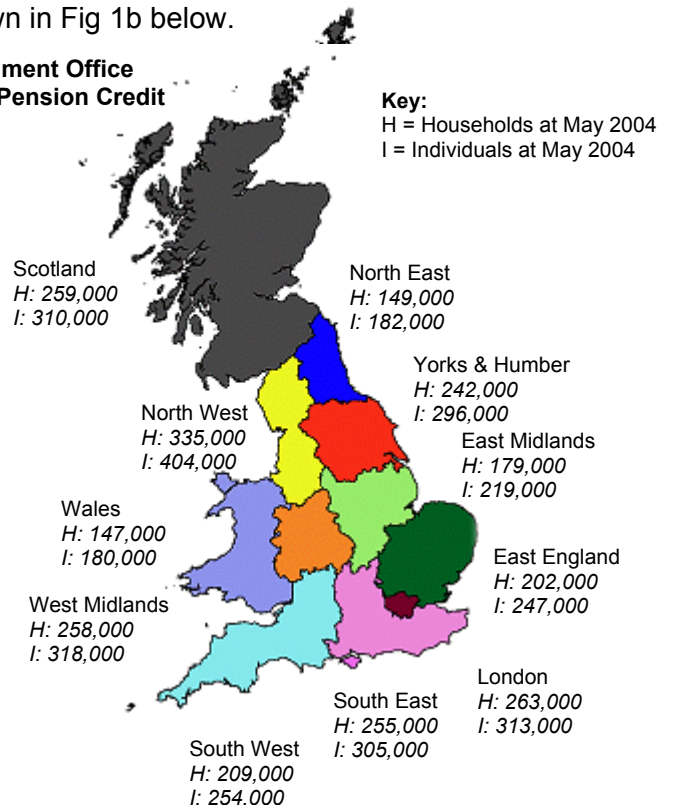 wn in Fig 1b below.
ment Office
Pension Credit
Key:
H = Households at May 2004
I = Individuals at May 2004
Scotland
H: 259,000
I: 310,000
North East
H: 149,000
I: 182,000
Yorks & Humber
H: 242,000
I: 296,000
North West
H: 335,000
I: 404,000
East Midlands
H: 179,000
I: 219,000
Wales
H: 147,000
I: 180,000
East England
H: 202,000
I: 247,000
West Midlands
H: 258,000
I: 318,000
London
H: 263,000
I: 313,000
South East
H: 255,000
I: 305,000
South West
H: 209,000
I: 254,000